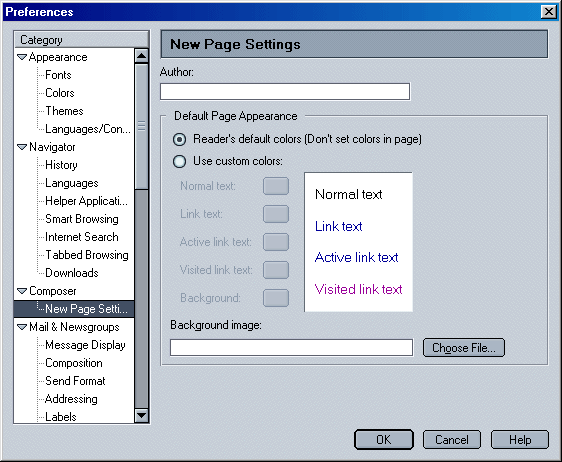 Preferences
Category
Appearance
Fonts
Colors
Themes
Languages/Con...
Navigator
History
Languages
Helper Applicati...
Smart Browsing
Internet Search
Tabbed Browsing
Downloads
Composer
New Page Setti...
Mail & Newsgroups
Message Display
Composition
Send Format
Addressing
Labels
New Page Settings
Author:
Default Page Appearance
Reader's default colors (Don't set colors in page)
Use custom colors:
Normal text:
Link text:
Active link text:
Visited link text:
Background:
Normal text
Link text
Active link text
Visited link text
Background image:
Choose File...
OK
Cancel
Help